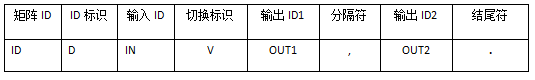 矩阵 ID ID 标识 输入 ID 切换标识 输出 ID1 分隔符 输出 ID2 结尾符
ID D IN V OUT1 , OUT2 .